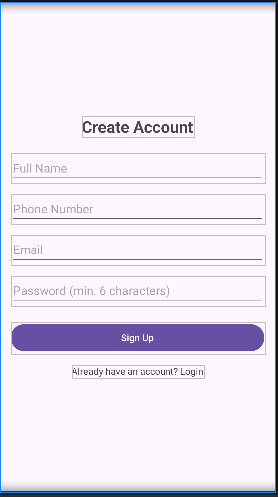 Create Account
Full Name
Phone Number
Email
Password (min. 6 characters)
Sign Up
Already have an account? Login